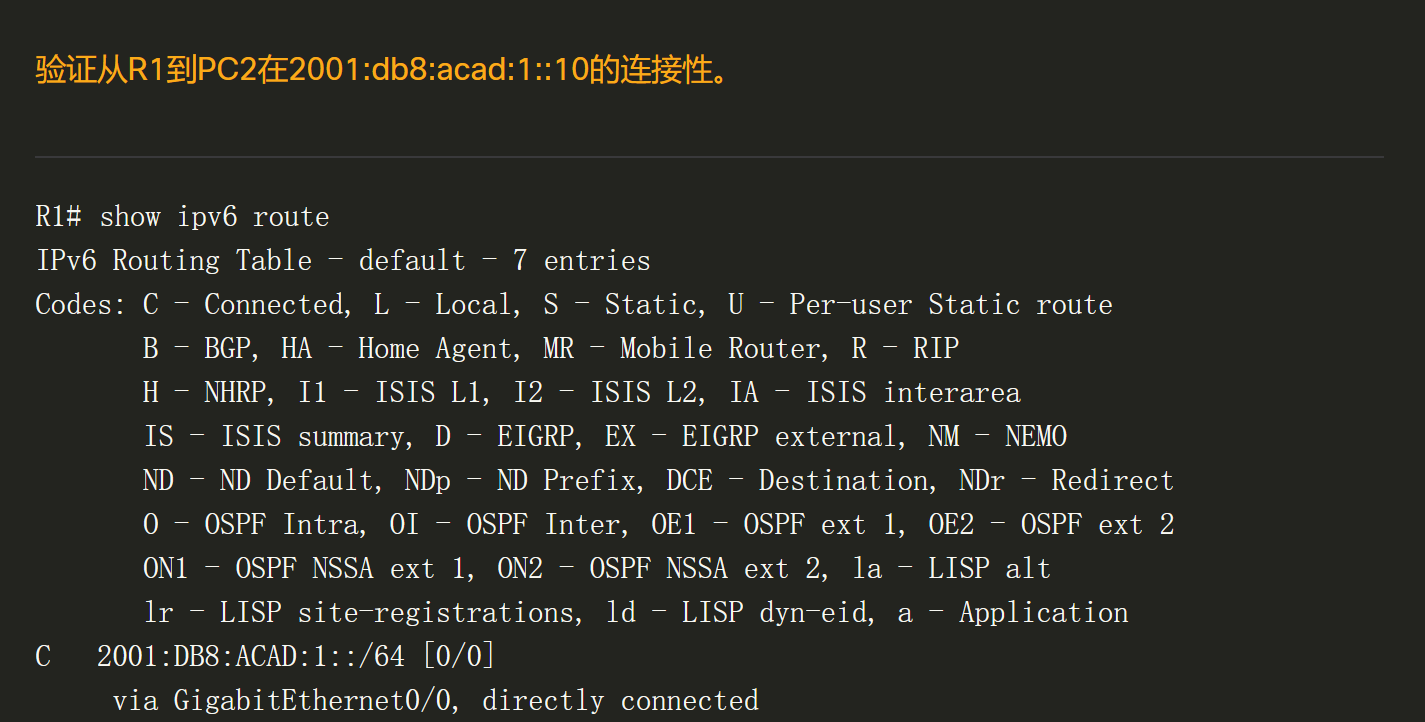 验证从R1到PC2在2001:db8:acad:1::10的连接性。
R1# show ipv6 route
IPv6 Routing Table - default - 7 entries
Codes: C - Connected, L - Local, S - Static, U - Per-user Static route
B - BGP, HA - Home Agent, MR - Mobile Router, R - RIP
H - NHRP, I1 - ISIS L1, I2 - ISIS L2, IA - ISIS interarea
IS - ISIS summary, D - EIGRP, EX - EIGRP external, NM - NEMO
ND - ND Default, NDp - ND Prefix, DCE - Destination, NDr - Redirect
O - OSPF Intra, OI - OSPF Inter, OE1 - OSPF ext 1, OE2 - OSPF ext 2
ON1 - OSPF NSSA ext 1, ON2 - OSPF NSSA ext 2, la - LISP alt
lr - LISP site-registrations, ld - LISP dyn-eid, a - Application
C 2001:DB8:ACAD:1::/64 [0/0]
via GigabitEthernet0/0, directly connected